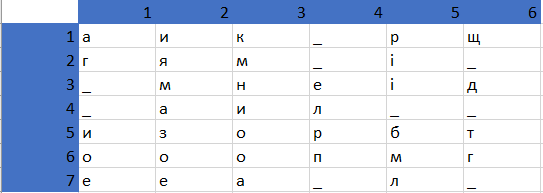 1 2 3 4 5 6
1 а и к _ р щ
2 г я м _ і _
3 _ м н е і д
4 _ а и л _ _
5 и з о р б т
6 о о о п м г
7 е е а _ л _